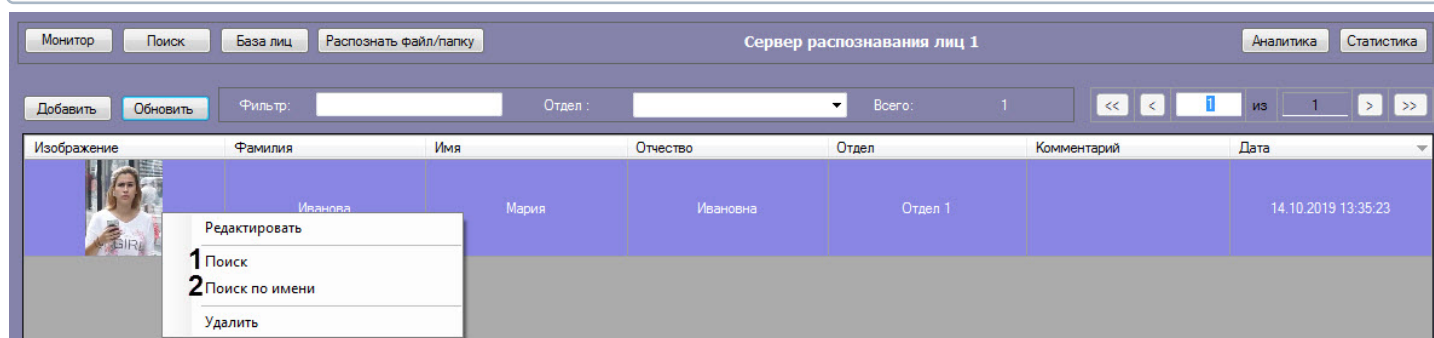 Монитор Поиск База лиц Распознать файл/папку Сервер распознавания лиц 1 Аналитика Статистика
Добавить Обновить Фильтр: Отдел : Всего: 1 << < 1 из 1 > >>
Изображение Фамилия Имя Отчество Отдел Комментарий Дата
Иванова Мария Ивановна Отдел 1 14.10.2019 13:35:23
GIRL
Редактировать
1 Поиск
2 Поиск по имени
Удалить